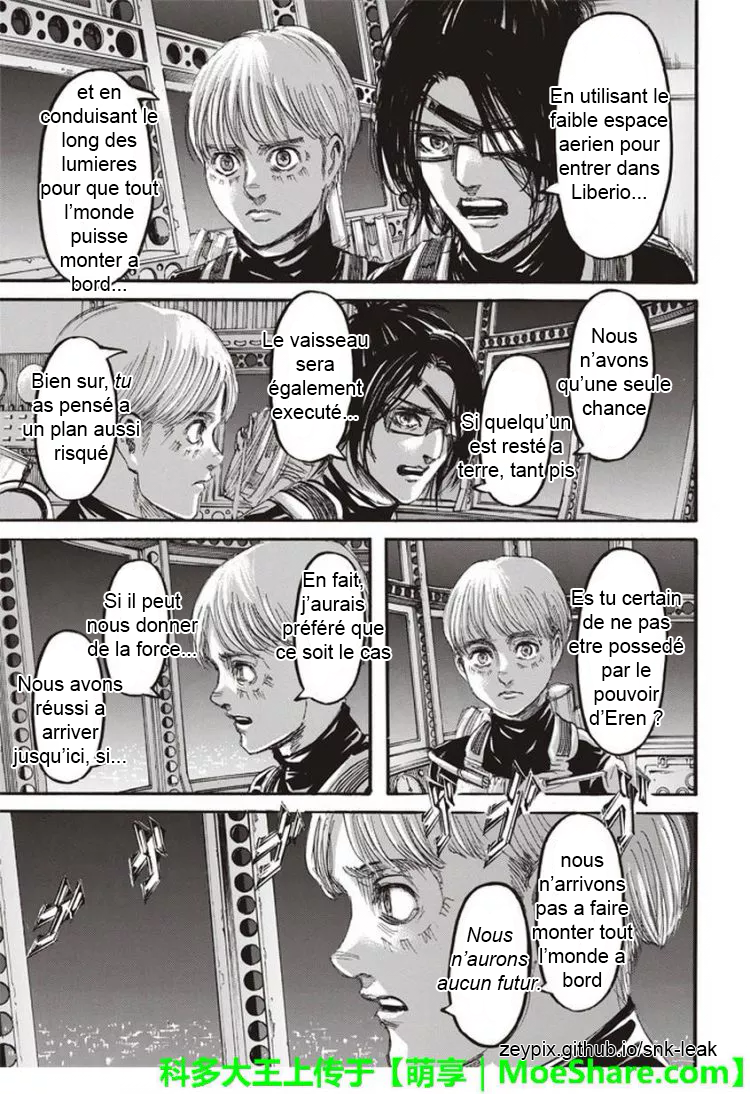 En utilisant le
faible espace
aerien pour
entrer dans
Liberio...
et en
conduisant le
long des
lumieres
pour que tout
l'monde
puisse
monter a
bord...
Nous
n'avons
qu'une seule
chance
Si quelqu'un
est resté a
terre, tant pis
Le vaisseau
sera
également
executé...
Bien sur, tu
as pensé a
un plan aussi
risqué
Es tu certain
de ne pas
etre possedé
par le
pouvoir
d'Eren ?
En fait,
j'aurais
préféré que
ce soit le cas
Si il peut
nous donner
de la force...
Nous avons
réussi a
arriver
jusqu'ici, si...
nous
n'arrivons
pas a faire
monter tout
l'monde a
bord
Nous
n'aurons
aucun futur.
zeypix.github.io/snk-leak
科多大王上传于【萌享｜MoeShare.com】